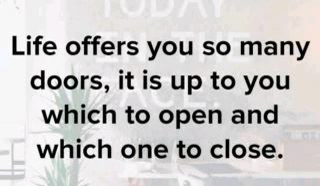 TODAY
Life offers you so many
doors, it is up to you
which to open and
which one to close.